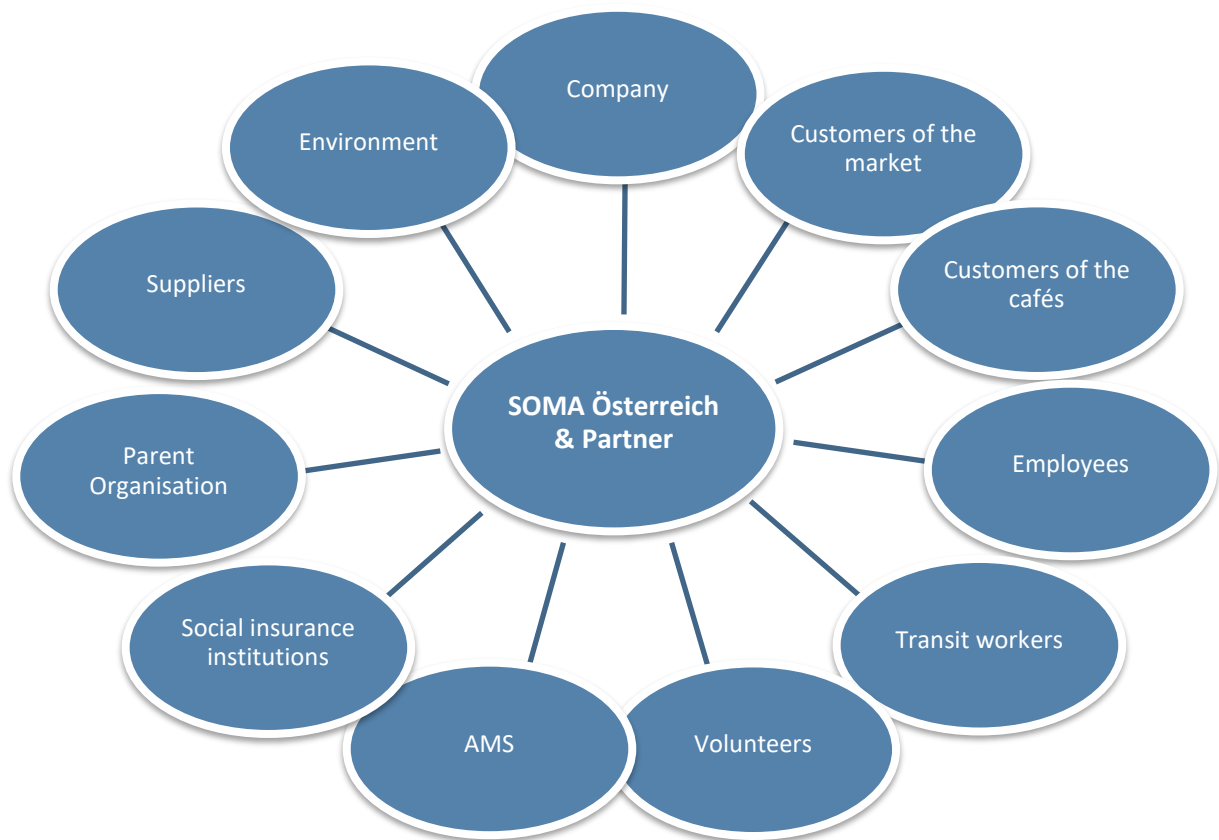 Company
Customers of the
market
Customers of the
cafés
Employees
Transit workers
Volunteers
AMS
Social insurance
institutions
Parent
Organisation
Suppliers
Environment
SOMA Österreich
& Partner